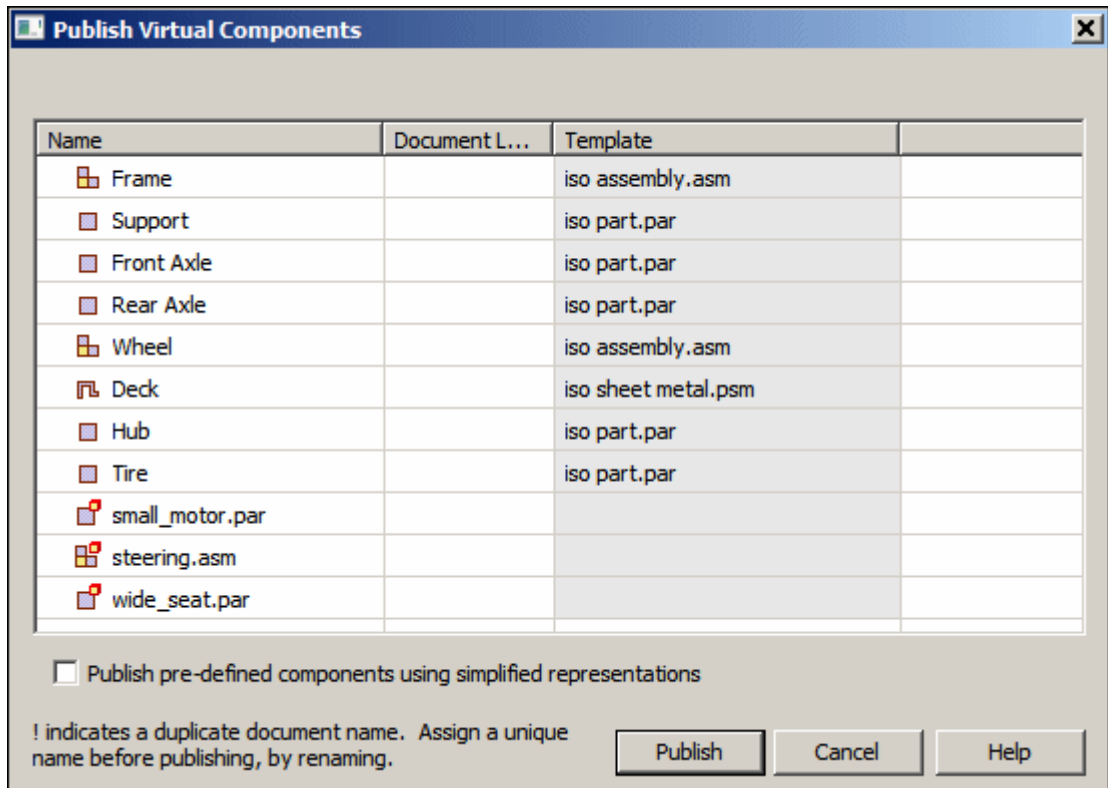 Publish Virtual Components
Name Document L... Template
Frame iso assembly.asm
Support iso part.par
Front Axle iso part.par
Rear Axle iso part.par
Wheel iso assembly.asm
Deck iso sheet metal.psm
Hub iso part.par
Tire iso part.par
small_motor.par
steering.asm
wide_seat.par
Publish pre-defined components using simplified representations
! indicates a duplicate document name.  Assign a unique
name before publishing, by renaming.
Publish Cancel Help